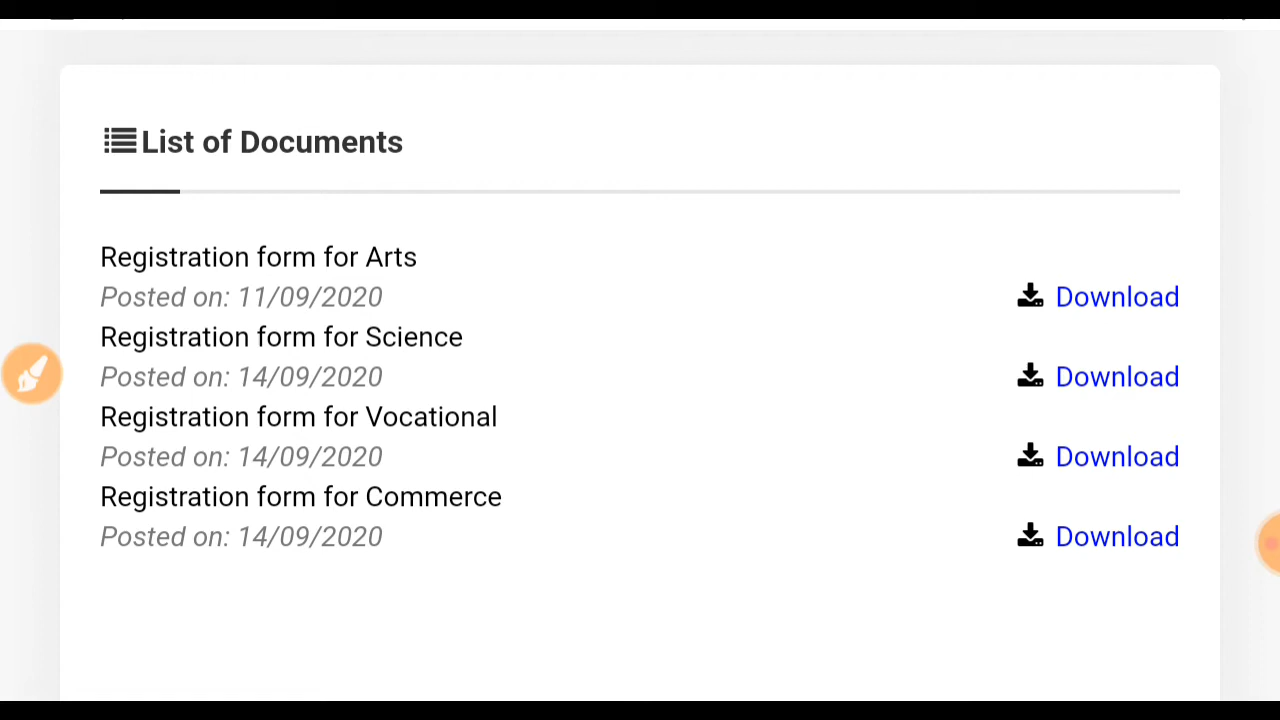 List of Documents
Registration form for Arts
Posted on: 11/09/2020 Download
Registration form for Science
Posted on: 14/09/2020 Download
Registration form for Vocational
Posted on: 14/09/2020 Download
Registration form for Commerce
Posted on: 14/09/2020 Download